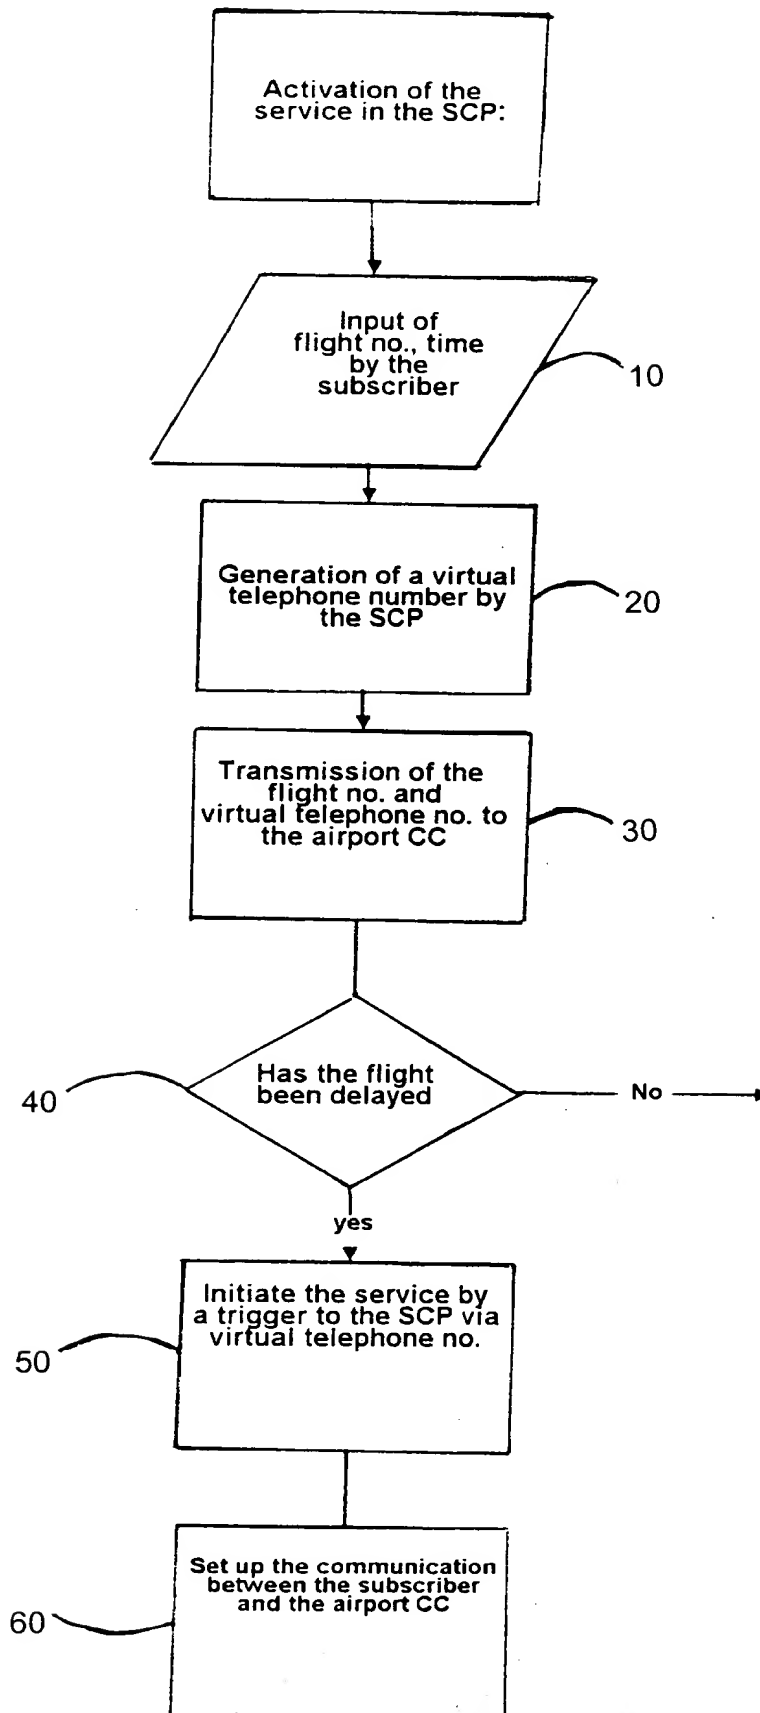 Activation of the
service in the SCP:
Input of
flight no., time
by the
subscriber
10
Generation of a virtual
telephone number by
the SCP
20
Transmission of the
flight no. and
virtual telephone no. to
the airport CC
30
Has the flight
been delayed
40
No
yes
Initiate the service by
a trigger to the SCP via
virtual telephone no.
50
Set up the communication
between the subscriber
and the airport CC
60